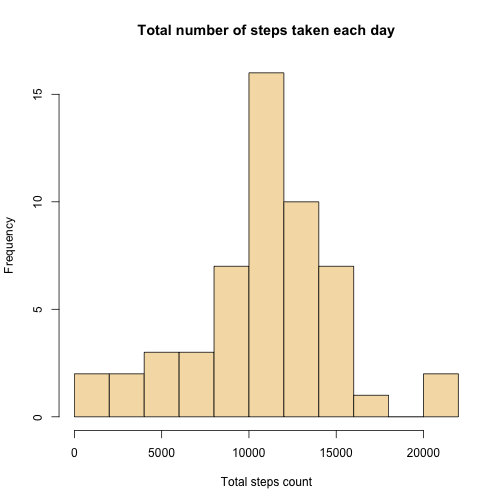 Total number of steps taken each day
Frequency
15
10
5
0
0 5000 10000 15000 20000
Total steps count